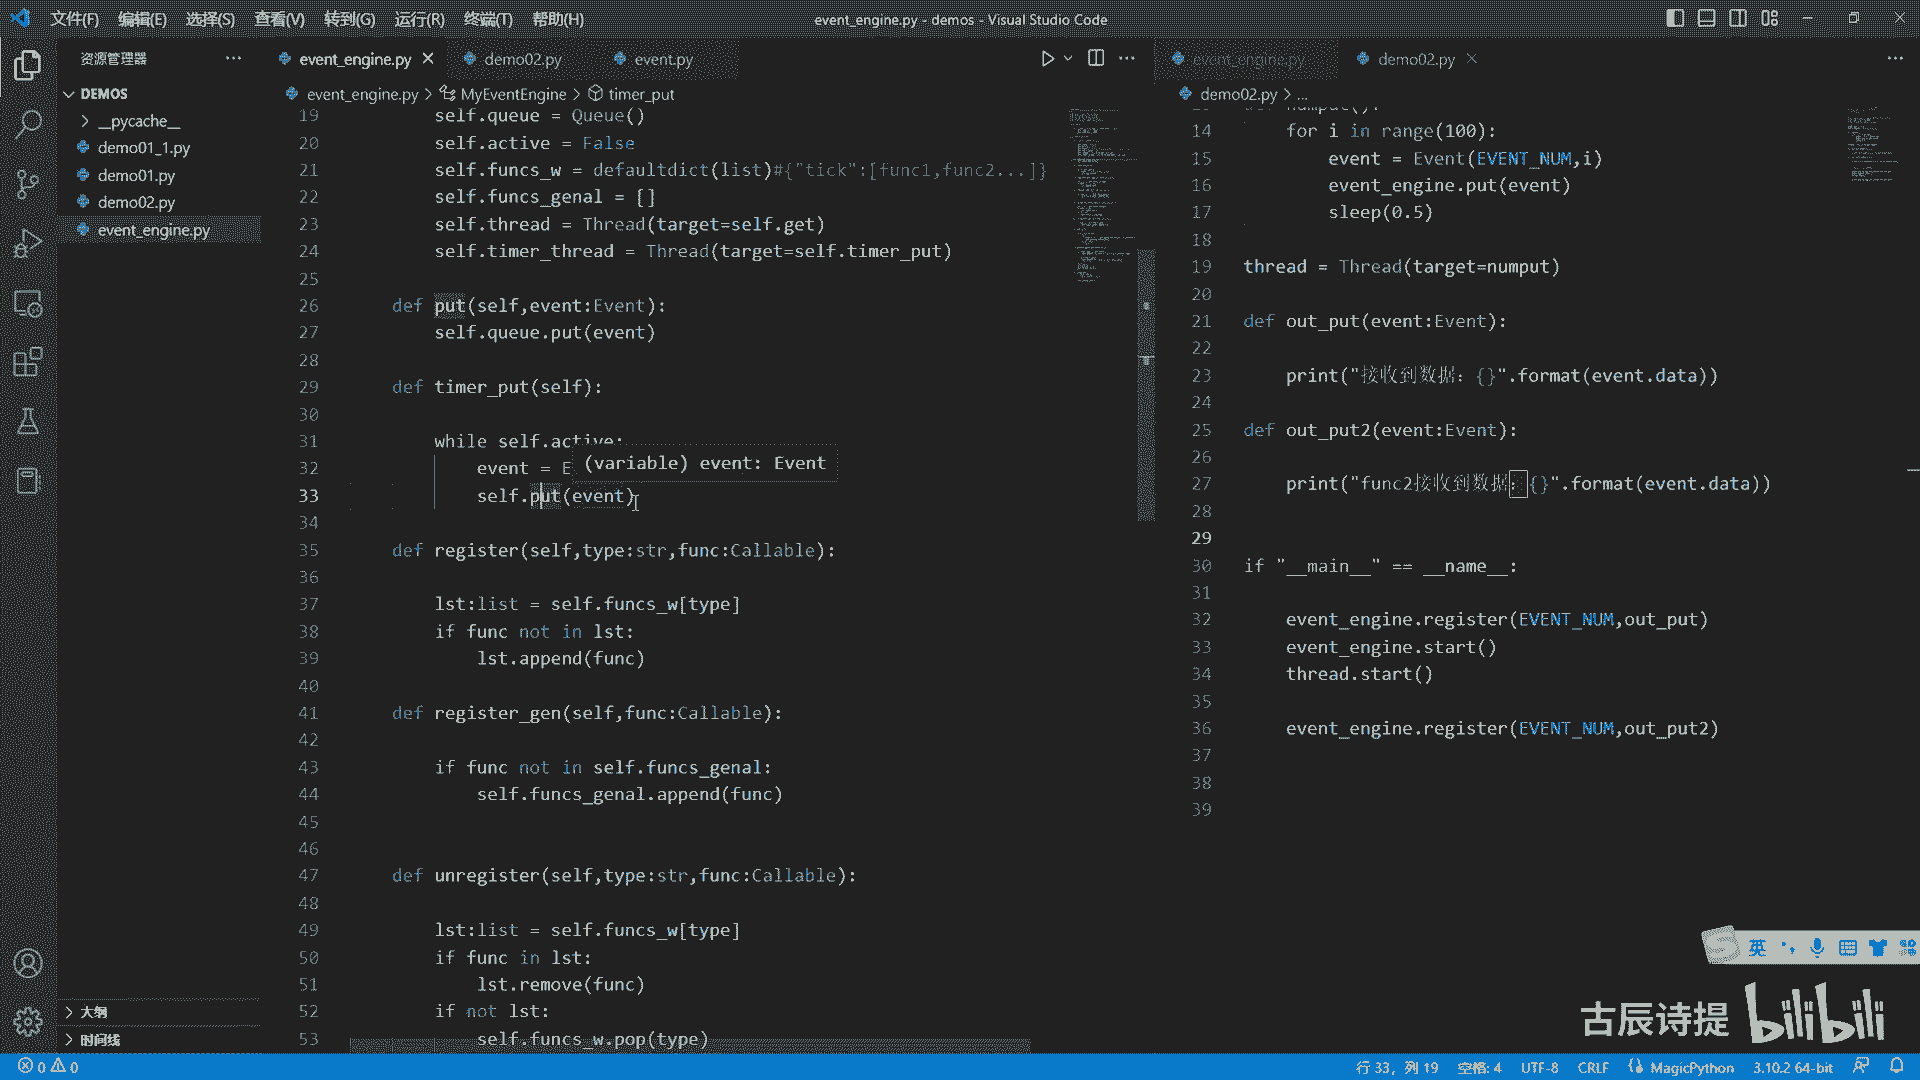 文件(F) 编辑(E) 选择(S) 查看(V) 转到(G) 运行(R) 终端(T) 帮助(H) event_engine.py - demos - Visual Studio Code
资源管理器
DEMOS
__pycache__
demo01_1.py
demo01.py
demo02.py
event_engine.py
大纲
时间线
event_engine.py demo02.py event.py
event_engine.py > MyEventEngine > timer_put
19 self.queue = Queue()
20 self.active = False
21 self.funcs_w = defaultdict(list)#{"tick":[func1,func2...]}
22 self.funcs_genal = []
23 self.thread = Thread(target=self.get)
24 self.timer_thread = Thread(target=self.timer_put)
25
26 def put(self,event:Event):
27 self.queue.put(event)
28
29 def timer_put(self):
30
31 while self.active:
32 event = E
(variable) event: Event
33 self.put(event)
34
35 def register(self,type:str,func:Callable):
36
37 lst:list = self.funcs_w[type]
38 if func not in lst:
39 lst.append(func)
40
41 def register_gen(self,func:Callable):
42
43 if func not in self.funcs_genal:
44 self.funcs_genal.append(func)
45
46
47 def unregister(self,type:str,func:Callable):
48
49 lst:list = self.funcs_w[type]
50 if func in lst:
51 lst.remove(func)
52 if not lst:
53 self.funcs_w.pop(type)
event_engine.py demo02.py
demo02.py > ...
14 for i in range(100):
15 event = Event(EVENT_NUM,i)
16 event_engine.put(event)
17 sleep(0.5)
18
19 thread = Thread(target=numput)
20
21 def out_put(event:Event):
22
23 print("接收到数据：{}".format(event.data))
24
25 def out_put2(event:Event):
26
27 print("func2接收到数据：{}".format(event.data))
28
29
30 if "__main__" == __name__:
31
32 event_engine.register(EVENT_NUM,out_put)
33 event_engine.start()
34 thread.start()
35
36 event_engine.register(EVENT_NUM,out_put2)
37
38
39
英
古辰诗提 bilibili
0 0 行 33，列 19 空格: 4 UTF-8 CRLF MagicPython 3.10.2 64-bit